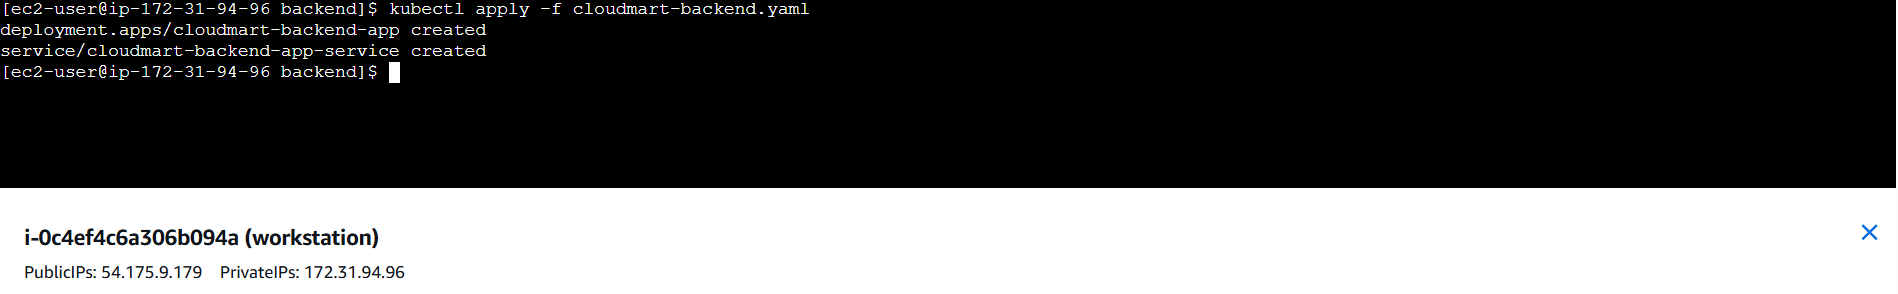 [ec2-user@ip-172-31-94-96 backend]$ kubectl apply -f cloudmart-backend.yaml
deployment.apps/cloudmart-backend-app created
service/cloudmart-backend-app-service created
[ec2-user@ip-172-31-94-96 backend]$
i-0c4ef4c6a306b094a (workstation)
PublicIPs: 54.175.9.179 PrivateIPs: 172.31.94.96